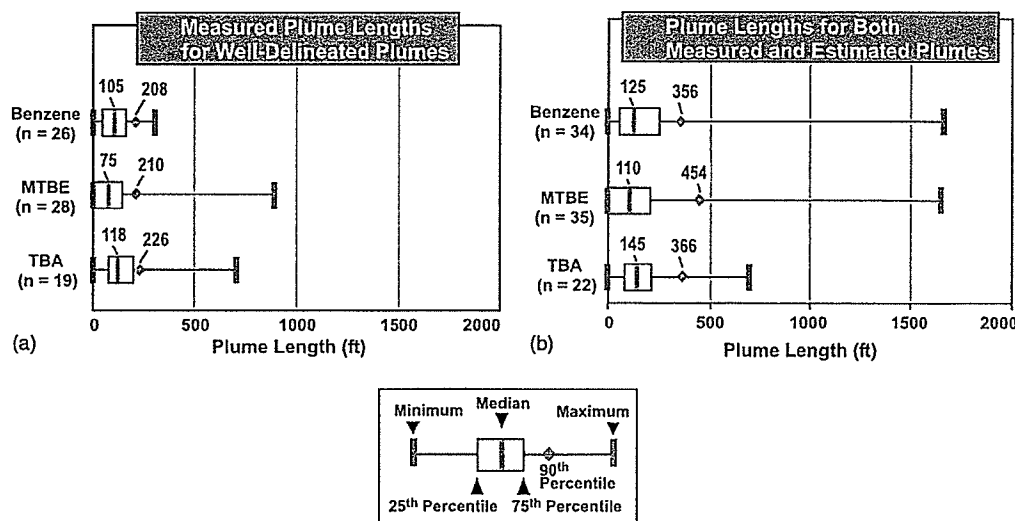 Measured Plume Lengths
for Well-Delineated Plumes
105
208
Benzene
(n = 26)
75
210
MTBE
(n = 28)
118
226
TBA
(n = 19)
0
500
1000
1500
2000
(a)
Plume Length (ft)
Plume Lengths for Both
Measured and Estimated Plumes
125
356
Benzene
(n = 34)
110
454
MTBE
(n = 35)
145
366
TBA
(n = 22)
0
500
1000
1500
2000
(b)
Plume Length (ft)
Minimum
Median
Maximum
90th
Percentile
25th Percentile
75th Percentile